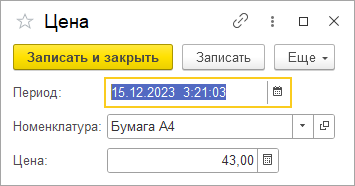 Цена
Записать и закрыть Записать Еще
Период: 15.12.2023 3:21:03
Номенклатура: Бумага А4
Цена: 43,00